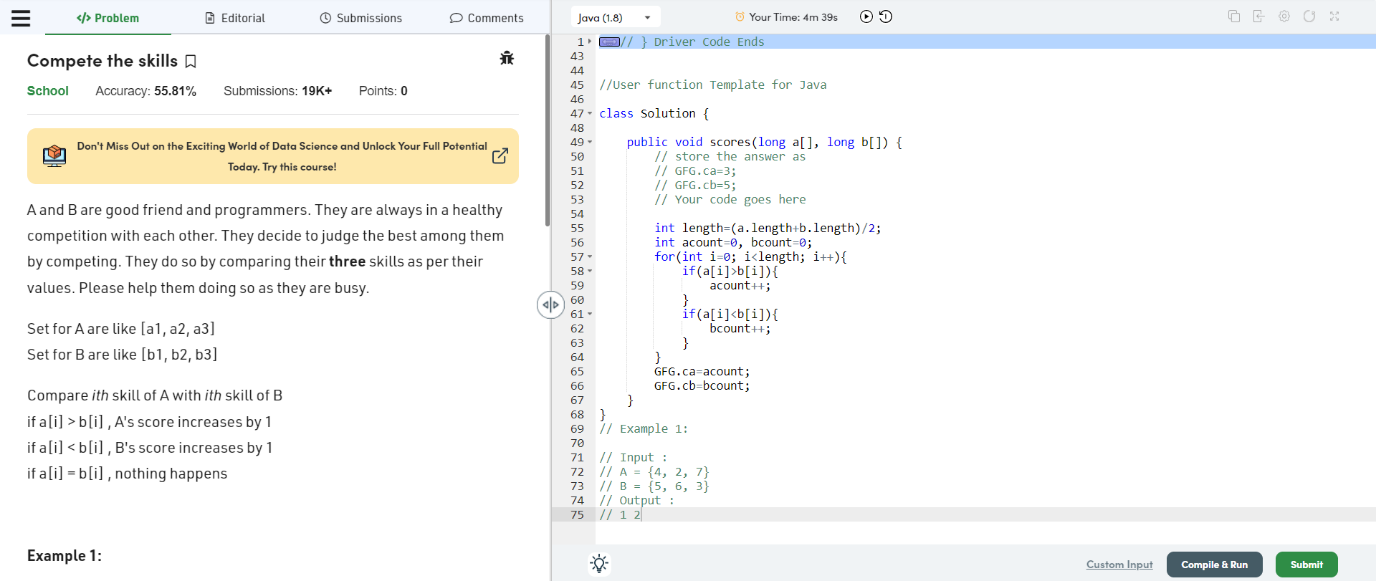 Problem
Editorial
Submissions
Comments
Compete the skills
School Accuracy: 55.81% Submissions: 19K+ Points: 0
Don't Miss Out on the Exciting World of Data Science and Unlock Your Full Potential
Today. Try this course!
A and B are good friend and programmers. They are always in a healthy
competition with each other. They decide to judge the best among them
by competing. They do so by comparing their three skills as per their
values. Please help them doing so as they are busy.
Set for A are like [a1, a2, a3]
Set for B are like [b1, b2, b3]
Compare ith skill of A with ith skill of B
if a[i] > b[i] , A's score increases by 1
if a[i] < b[i] , B's score increases by 1
if a[i] = b[i] , nothing happens
Example 1:
Java (1.8)
Your Time: 4m 39s
1 // } Driver Code Ends
43
44
45 //User function Template for Java
46
47 class Solution {
48
49 public void scores(long a[], long b[]) {
50 // store the answer as
51 // GFG.ca=3;
52 // GFG.cb=5;
53 // Your code goes here
54
55 int length=(a.length+b.length)/2;
56 int acount=0, bcount=0;
57 for(int i=0; i<length; i++){
58 if(a[i]>b[i]){
59 acount++;
60 }
61 if(a[i]<b[i]){
62 bcount++;
63 }
64 }
65 GFG.ca=acount;
66 GFG.cb=bcount;
67 }
68 }
69 // Example 1:
70
71 // Input :
72 // A = {4, 2, 7}
73 // B = {5, 6, 3}
74 // Output :
75 // 1 2
Custom Input
Compile & Run
Submit